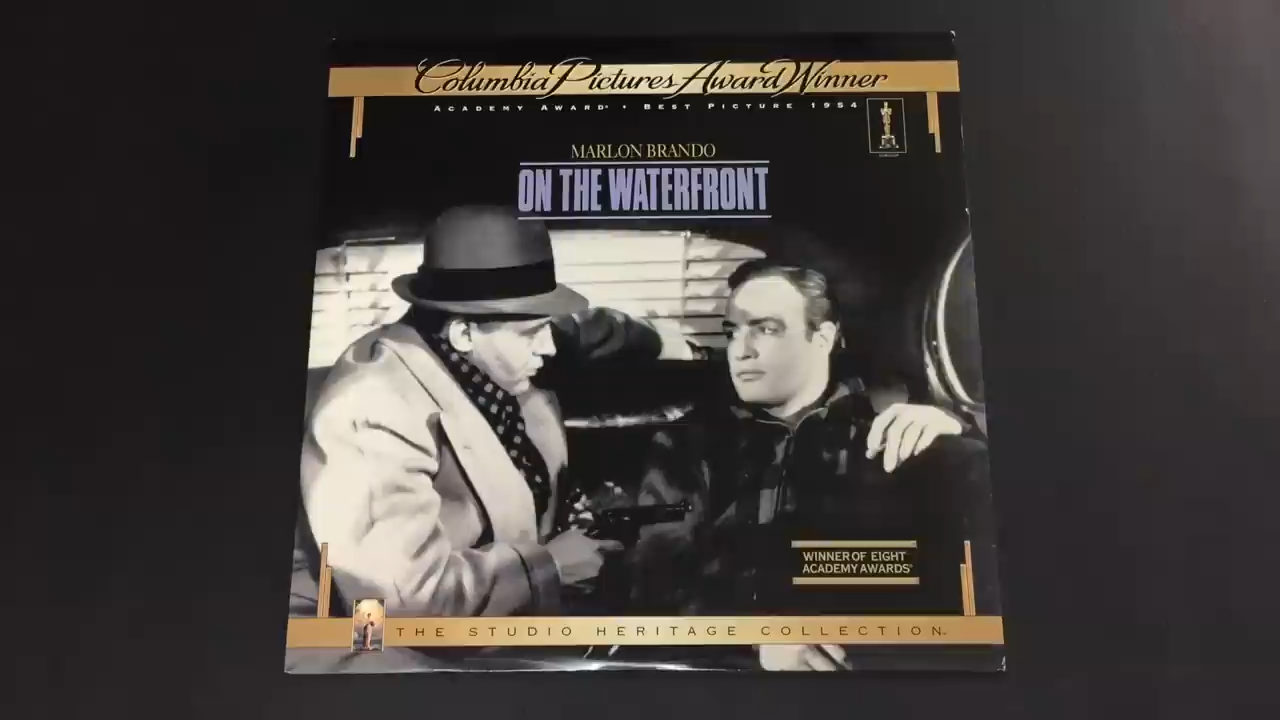 Columbia Pictures Award Winner
ACADEMY AWARD® • BEST PICTURE 1954
MARLON BRANDO
ON THE WATERFRONT
WINNER OF EIGHT
ACADEMY AWARDS®
THE STUDIO HERITAGE COLLECTION